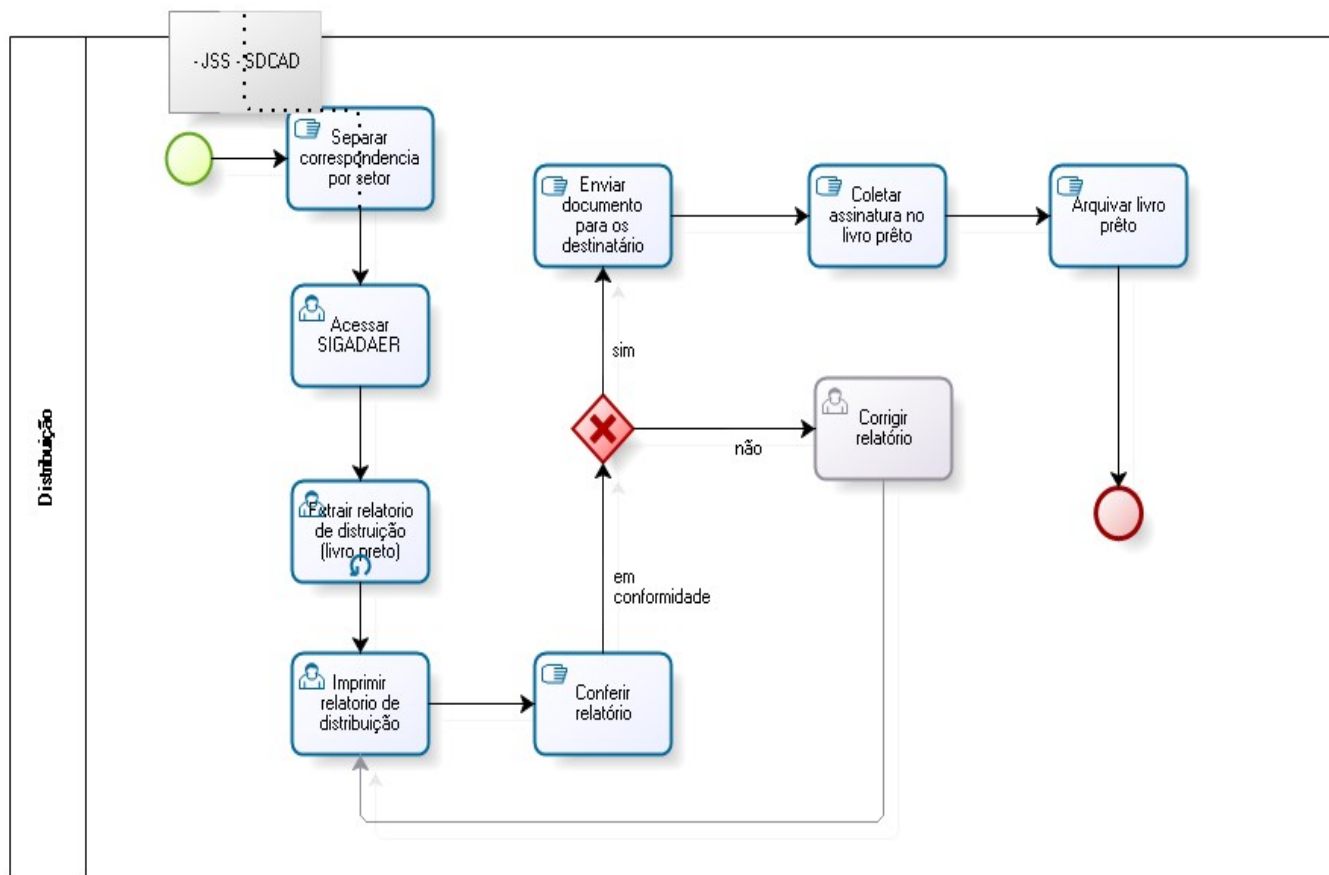 - JSS - SDCAD
Distribuição
Separar
correspondencia
por setor
Acessar
SIGADAER
Extrair relatorio
de distruição
(livro preto)
Imprimir
relatorio de
distribuição
Conferir
relatório
em
conformidade
sim
não
Corrigir
relatório
Enviar
documento
para os
destinatário
Coletar
assinatura no
livro prêto
Arquivar livro
prêto